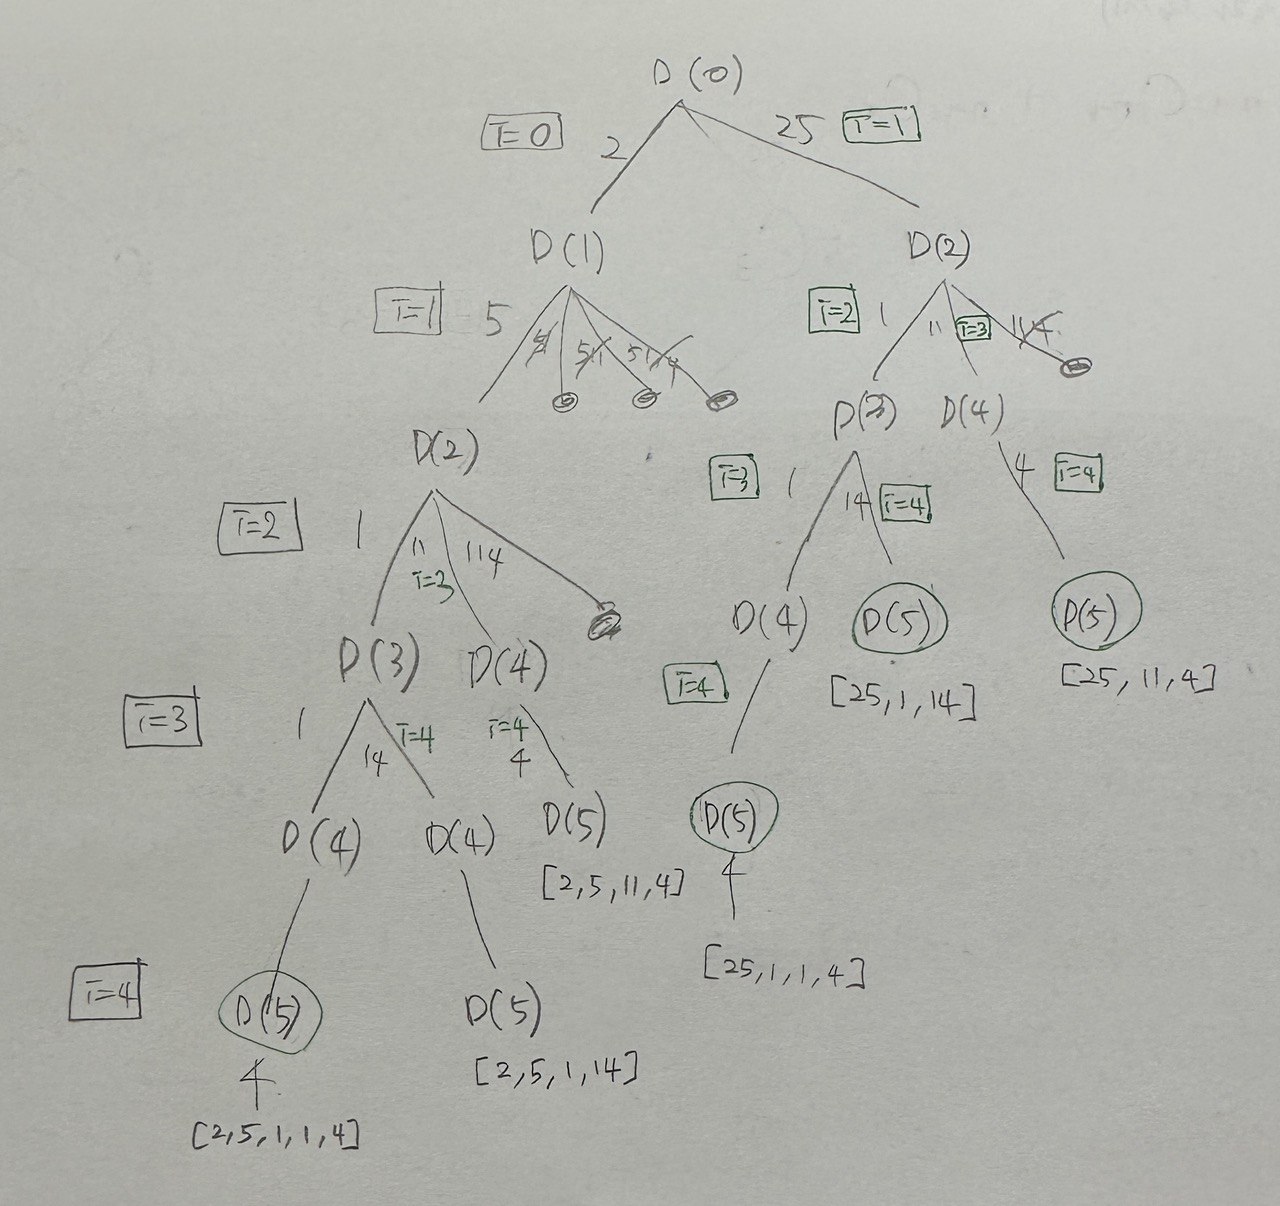 D(0)
i=0 2 25 i=1
D(1) D(2)
i=1 5 511 5114 i=2 1 11 i=3 114
D(2) D(3) D(4)
i=2 1 11 i=3 114 i=3 1 14 i=4 4 i=4
D(3) D(4) D(4) D(5) D(5)
i=3 1 14 i=4 i=4 4 i=4 [25,1,14] [25,11,4]
D(4) D(4) D(5) D(5)
[2,5,11,4] 4
[25,1,1,4]
i=4 D(5) D(5)
4 [2,5,1,14]
[2,5,1,1,4]